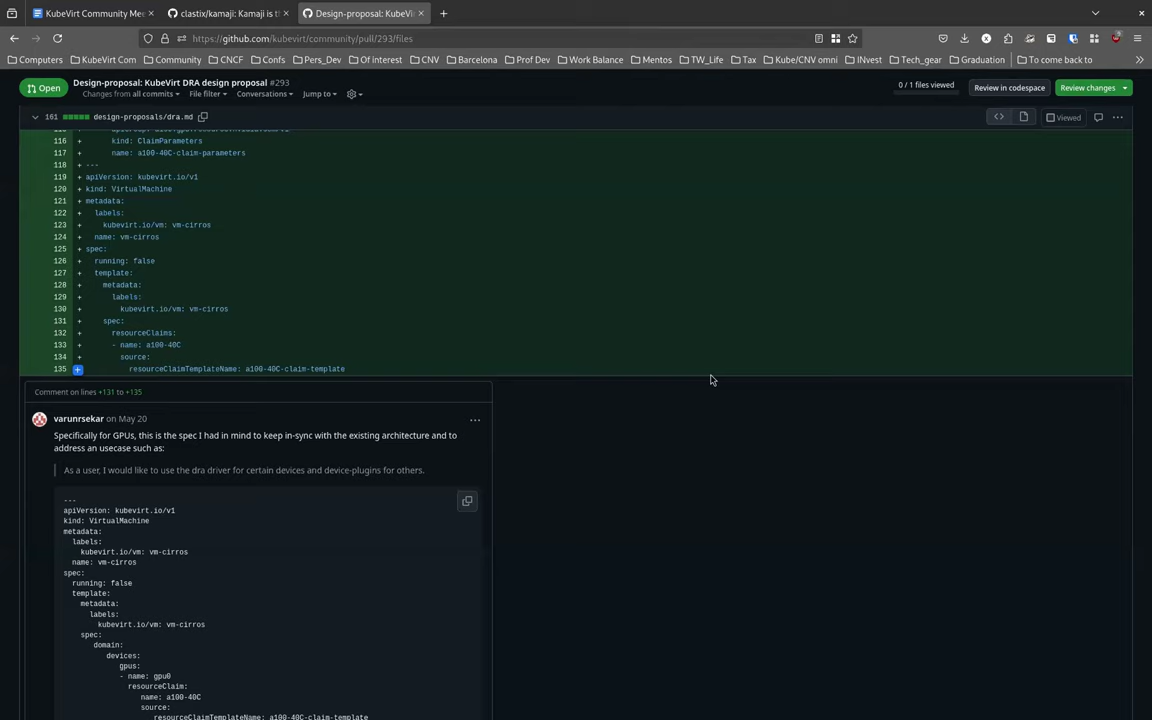 KubeVirt Community Mee
clastix/kamaji: Kamaji is t
Design-proposal: KubeVi
https://github.com/kubevirt/community/pull/293/files
Computers
KubeVirt Com
Community
CNCF
Confs
Pers_Dev
Of interest
CNV
Barcelona
Prof Dev
Work Balance
Mentos
TW_Life
Tax
Kube/CNV omni
INvest
Tech_gear
Graduation
To come back to
Open
Design-proposal: KubeVirt DRA design proposal #293
Changes from all commits
File filter
Conversations
Jump to
0 / 1 files viewed
Review in codespace
Review changes
161
design-proposals/dra.md
Viewed
116 + kind: ClaimParameters
117 + name: a100-40C-claim-parameters
118 + ---
119 + apiVersion: kubevirt.io/v1
120 + kind: VirtualMachine
121 + metadata:
122 + labels:
123 + kubevirt.io/vm: vm-cirros
124 + name: vm-cirros
125 + spec:
126 + running: false
127 + template:
128 + metadata:
129 + labels:
130 + kubevirt.io/vm: vm-cirros
131 + spec:
132 + resourceClaims:
133 + - name: a100-40C
134 + source:
135 + resourceClaimTemplateName: a100-40C-claim-template
Comment on lines +131 to +135
varunrsekar on May 20
Specifically for GPUs, this is the spec I had in mind to keep in-sync with the existing architecture and to
address an usecase such as:
As a user, I would like to use the dra driver for certain devices and device-plugins for others.
---
apiVersion: kubevirt.io/v1
kind: VirtualMachine
metadata:
labels:
kubevirt.io/vm: vm-cirros
name: vm-cirros
spec:
running: false
template:
metadata:
labels:
kubevirt.io/vm: vm-cirros
spec:
domain:
devices:
gpus:
- name: gpu0
resourceClaim:
name: a100-40C
source:
resourceClaimTemplateName: a100-40C-claim-template